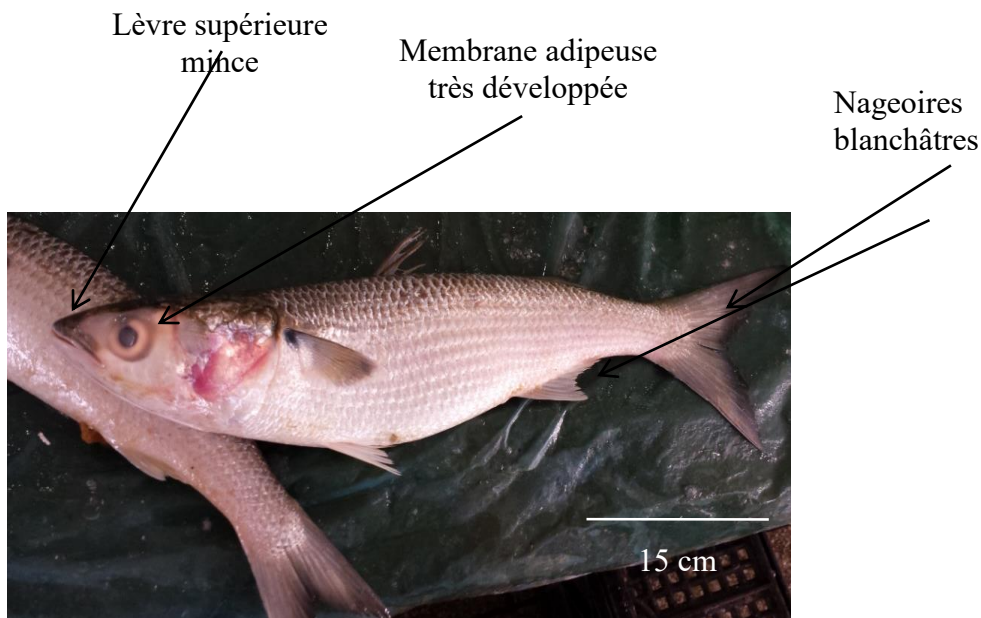 Lèvre supérieure
mince
Membrane adipeuse
très développée
Nageoires
blanchâtres
15 cm